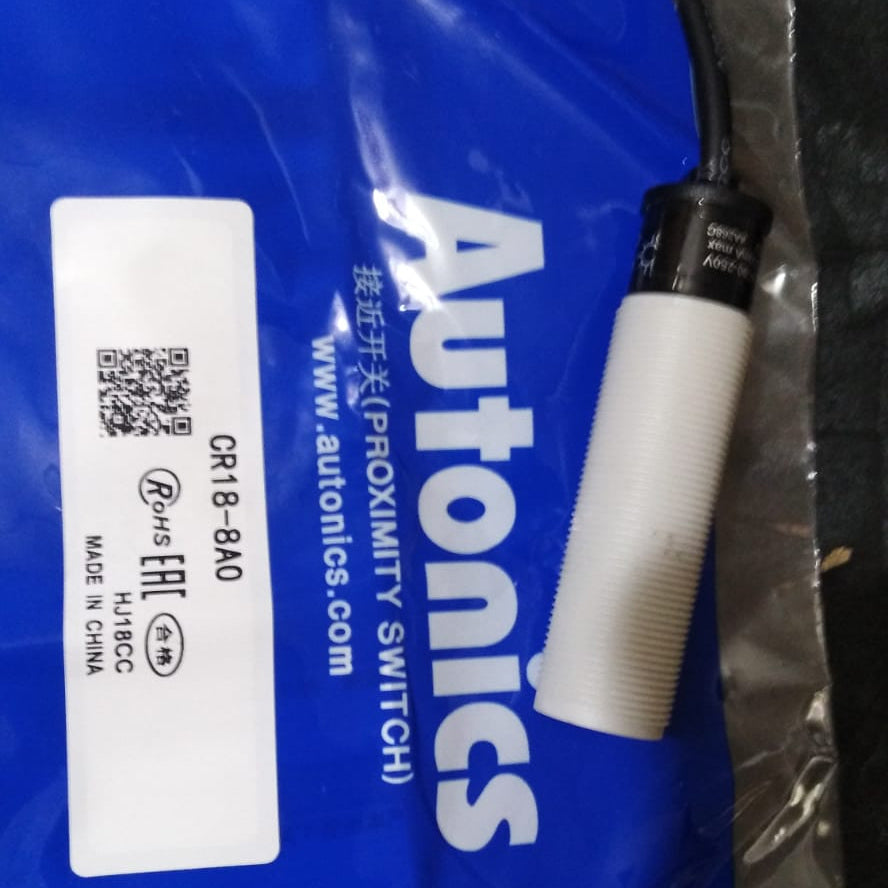 Autonics
接近开关(PROXIMITY SWITCH)
www.autonics.com
CR18-8AO
RoHS EAC 合格
HJ18CC
MADE IN CHINA
max